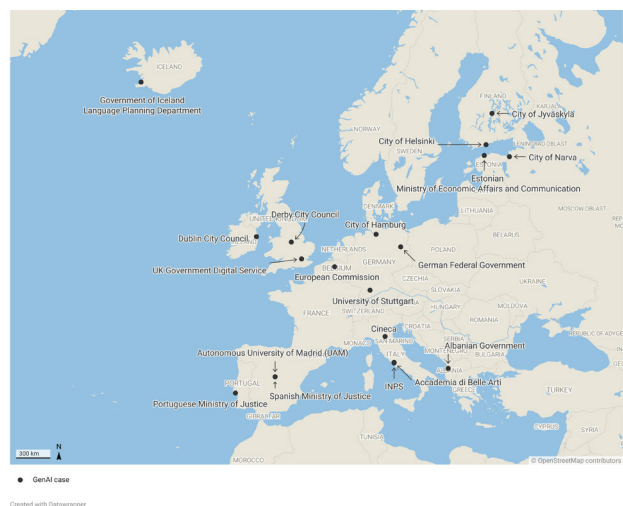 ICELAND
Government of Iceland
Language Planning Department
FINLAND
City of Jyväskylä
NORWAY
City of Helsinki
SWEDEN
LENINGRAD OBLAST
City of Narva
Estonian
Ministry of Economic Affairs and Communication
MOSCOW OBLAST
DENMARK
LITHUANIA
Derby City Council
City of Hamburg
Dublin City Council
BELARUS
NETHERLANDS
POLAND
UK Government Digital Service
GERMANY
German Federal Government
European Commission
CZECHIA
UKRAINE
SLOVAKIA
University of Stuttgart
FRANCE
SWITZERLAND
HUNGARY
MOLDOVA
ROMANIA
Cineca
CROATIA
MONACO
SAN MARINO
SERBIA
REPUBLIC OF ADYGE
Albanian Government
Autonomous University of Madrid (UAM)
ITALY
BULGARIA
PORTUGAL
INPS
Accademia di Belle Arti
GREECE
TURKEY
Spanish Ministry of Justice
Portuguese Ministry of Justice
GIBRALTAR
CYPRUS
SYRIA
TUNISIA
MOROCCO
N
300 km
© OpenStreetMap contributors
GenAI case
Created with Datawrapper